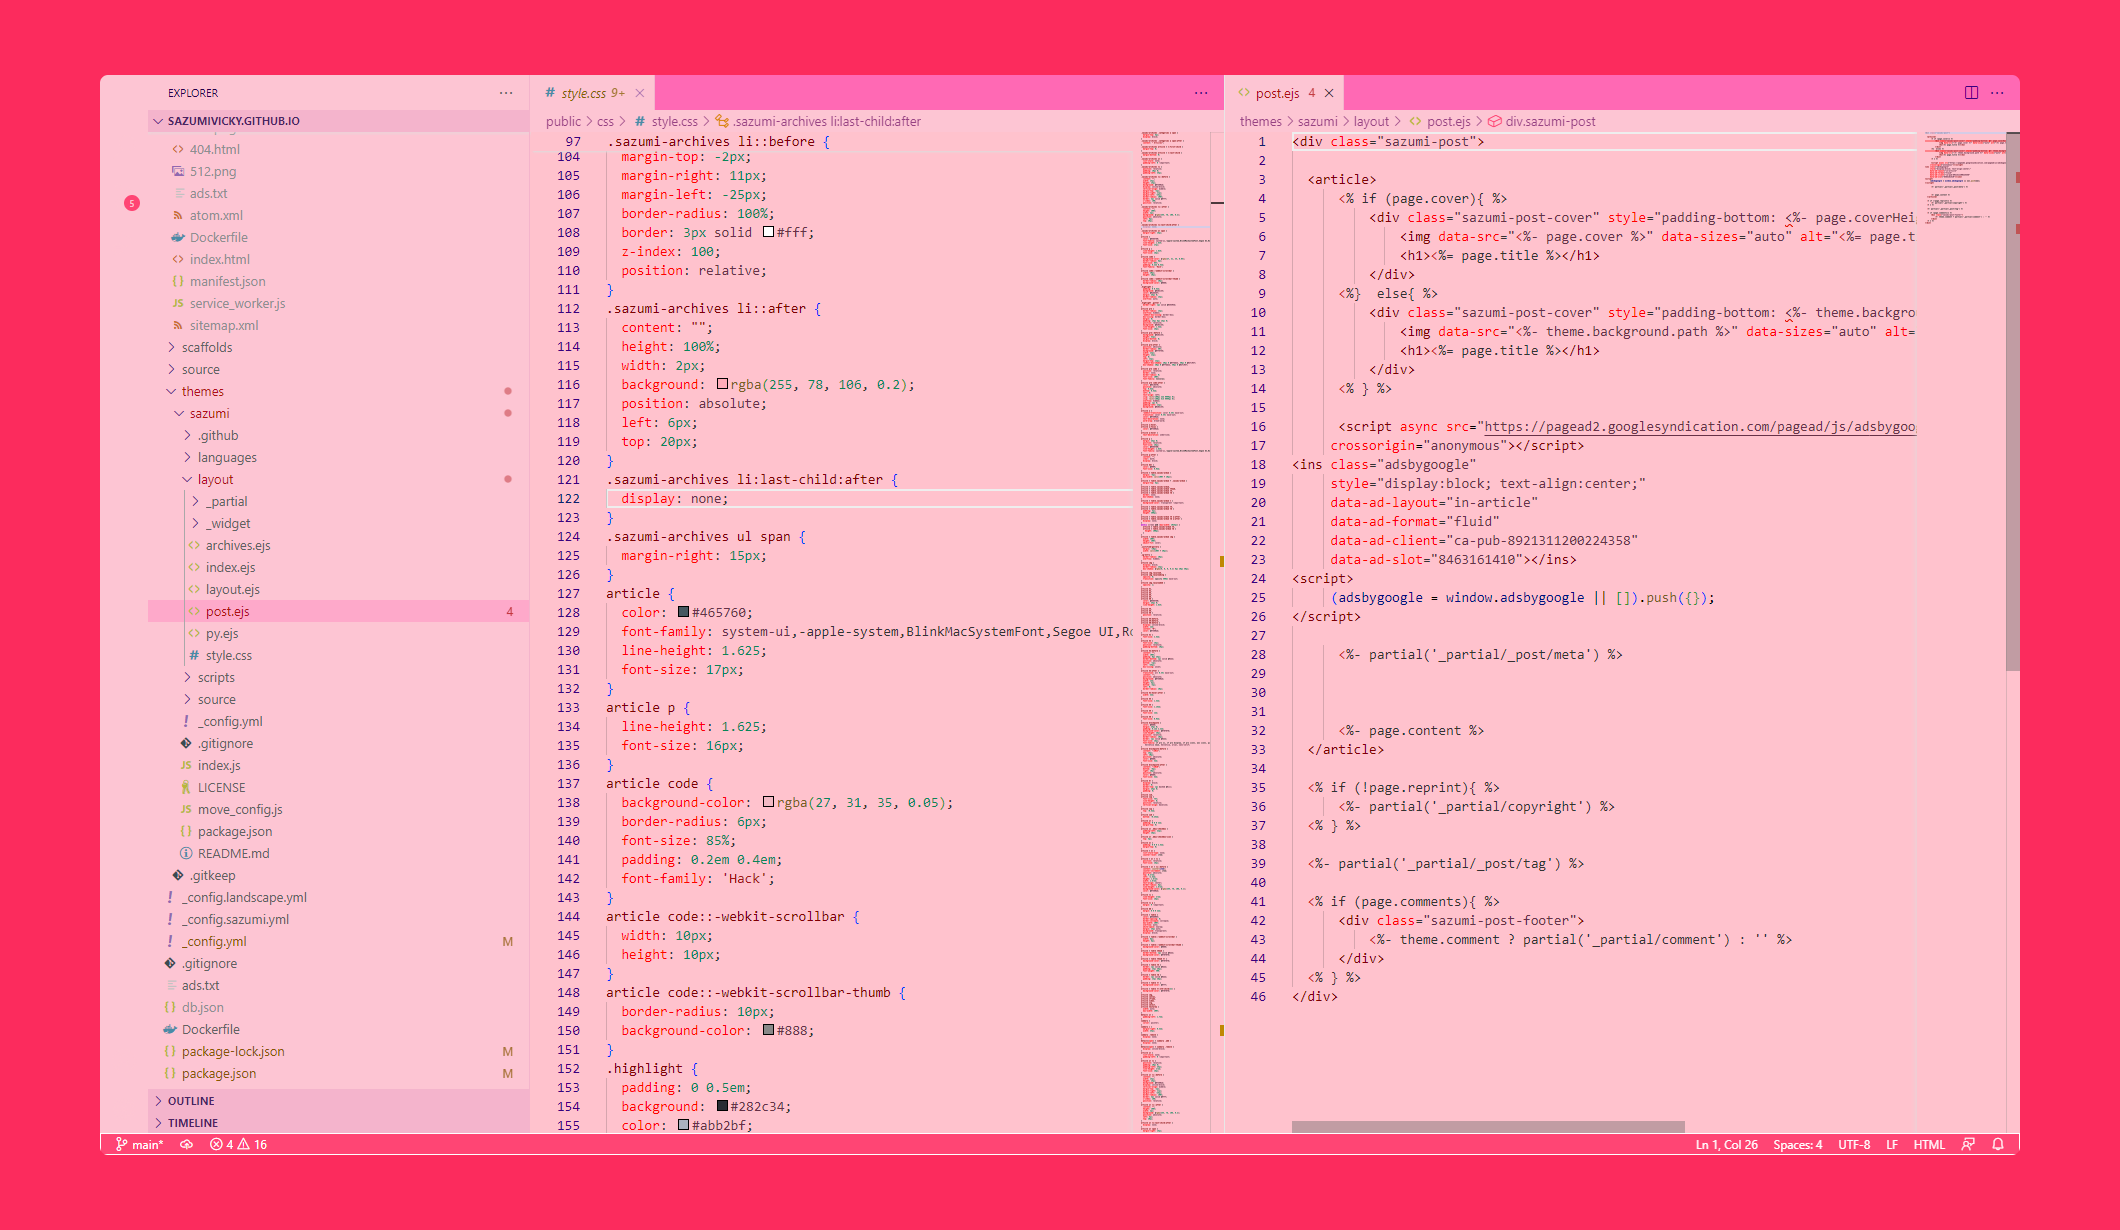 EXPLORER
SAZUMIVICKY.GITHUB.IO
404.html
512.png
ads.txt
5
atom.xml
Dockerfile
index.html
manifest.json
service_worker.js
sitemap.xml
scaffolds
source
themes
sazumi
.github
languages
layout
_partial
_widget
archives.ejs
index.ejs
layout.ejs
post.ejs 4
py.ejs
style.css
scripts
source
_config.yml
.gitignore
index.js
LICENSE
move_config.js
package.json
README.md
.gitkeep
_config.landscape.yml
_config.sazumi.yml
_config.yml M
.gitignore
ads.txt
db.json
Dockerfile
package-lock.json M
package.json M
OUTLINE
TIMELINE
style.css 9+
public > css > style.css > .sazumi-archives li:last-child:after
97 .sazumi-archives li::before {
104 margin-top: -2px;
105 margin-right: 11px;
106 margin-left: -25px;
107 border-radius: 100%;
108 border: 3px solid #fff;
109 z-index: 100;
110 position: relative;
111 }
112 .sazumi-archives li::after {
113 content: "";
114 height: 100%;
115 width: 2px;
116 background: rgba(255, 78, 106, 0.2);
117 position: absolute;
118 left: 6px;
119 top: 20px;
120 }
121 .sazumi-archives li:last-child:after {
122 display: none;
123 }
124 .sazumi-archives ul span {
125 margin-right: 15px;
126 }
127 article {
128 color: #465760;
129 font-family: system-ui,-apple-system,BlinkMacSystemFont,Segoe UI,Ro
130 line-height: 1.625;
131 font-size: 17px;
132 }
133 article p {
134 line-height: 1.625;
135 font-size: 16px;
136 }
137 article code {
138 background-color: rgba(27, 31, 35, 0.05);
139 border-radius: 6px;
140 font-size: 85%;
141 padding: 0.2em 0.4em;
142 font-family: 'Hack';
143 }
144 article code::-webkit-scrollbar {
145 width: 10px;
146 height: 10px;
147 }
148 article code::-webkit-scrollbar-thumb {
149 border-radius: 10px;
150 background-color: #888;
151 }
152 .highlight {
153 padding: 0 0.5em;
154 background: #282c34;
155 color: #abb2bf;
post.ejs 4
themes > sazumi > layout > post.ejs > div.sazumi-post
1 <div class="sazumi-post">
2
3 <article>
4 <% if (page.cover){ %>
5 <div class="sazumi-post-cover" style="padding-bottom: <%- page.coverHei
6 <img data-src="<%- page.cover %>" data-sizes="auto" alt="<%= page.t
7 <h1><%= page.title %></h1>
8 </div>
9 <%} else{ %>
10 <div class="sazumi-post-cover" style="padding-bottom: <%- theme.backgro
11 <img data-src="<%- theme.background.path %>" data-sizes="auto" alt=
12 <h1><%= page.title %></h1>
13 </div>
14 <% } %>
15
16 <script async src="https://pagead2.googlesyndication.com/pagead/js/adsbygoo
17 crossorigin="anonymous"></script>
18 <ins class="adsbygoogle"
19 style="display:block; text-align:center;"
20 data-ad-layout="in-article"
21 data-ad-format="fluid"
22 data-ad-client="ca-pub-8921311200224358"
23 data-ad-slot="8463161410"></ins>
24 <script>
25 (adsbygoogle = window.adsbygoogle || []).push({});
26 </script>
27
28 <%- partial('_partial/_post/meta') %>
29
30
31
32 <%- page.content %>
33 </article>
34
35 <% if (!page.reprint){ %>
36 <%- partial('_partial/copyright') %>
37 <% } %>
38
39 <%- partial('_partial/_post/tag') %>
40
41 <% if (page.comments){ %>
42 <div class="sazumi-post-footer">
43 <%- theme.comment ? partial('_partial/comment') : '' %>
44 </div>
45 <% } %>
46 </div>
main* 4 16
Ln 1, Col 26 Spaces: 4 UTF-8 LF HTML